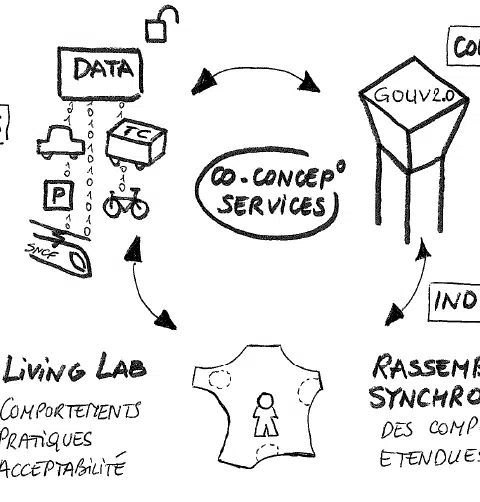 DATA
TC
P
SNCF
GOUV2.0
CO-CONCEP°
SERVICES
LIVING LAB
COMPORTEMENTS
PRATIQUES
ACCEPTABILITÉ
RASSEMB
SYNCHRO
DES COMP
ETENDUES
CO
IND